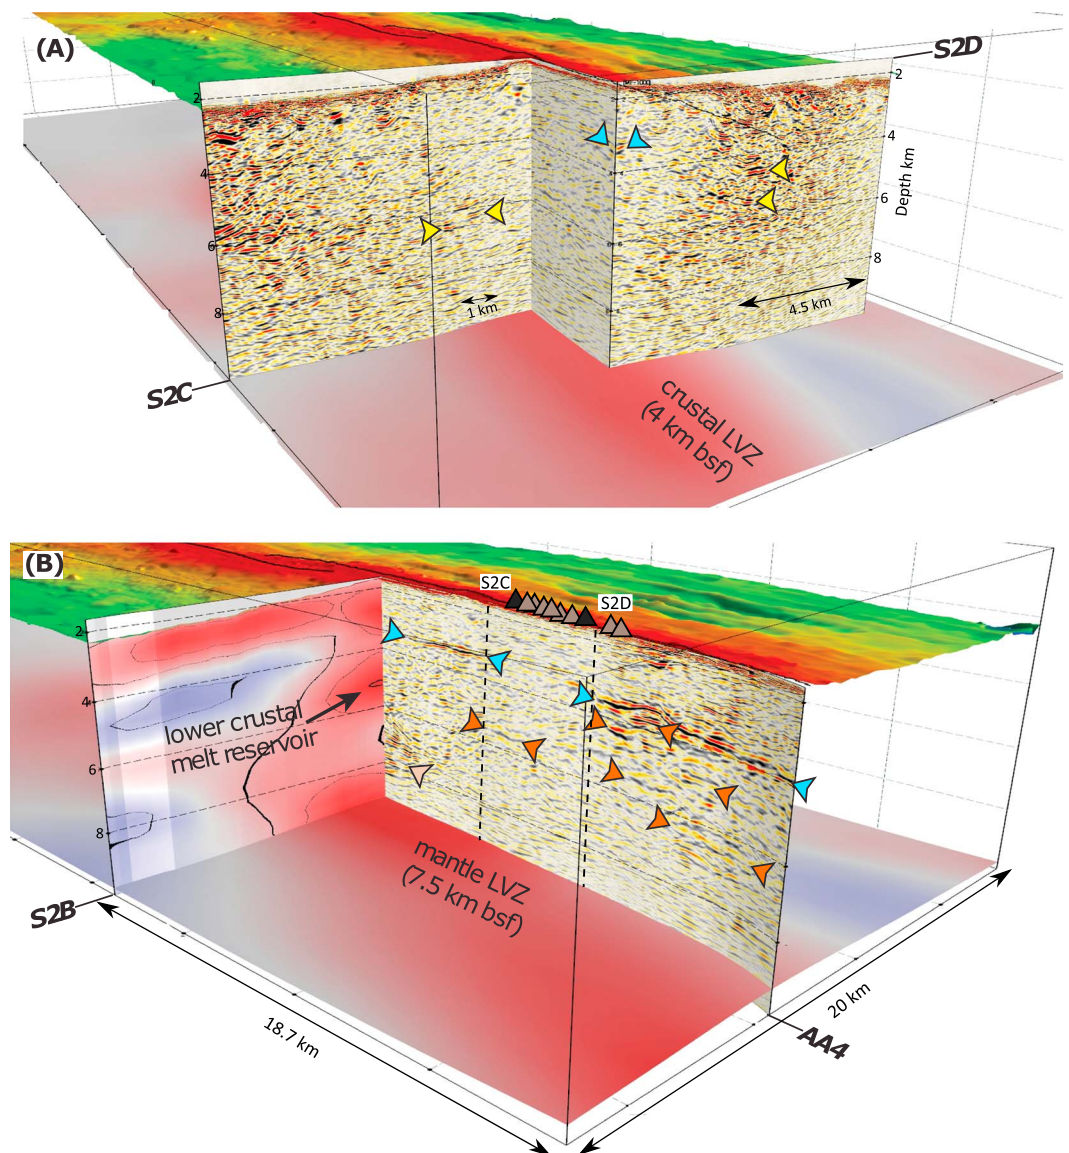 (A)
S2D
2
2
4
4
Depth km
6
6
8
8
1 km
4.5 km
S2C
crustal LVZ
(4 km bsf)
(B)
S2C
S2D
2
4
lower crustal
melt reservoir
6
8
mantle LVZ
(7.5 km bsf)
S2B
18.7 km
20 km
AA4